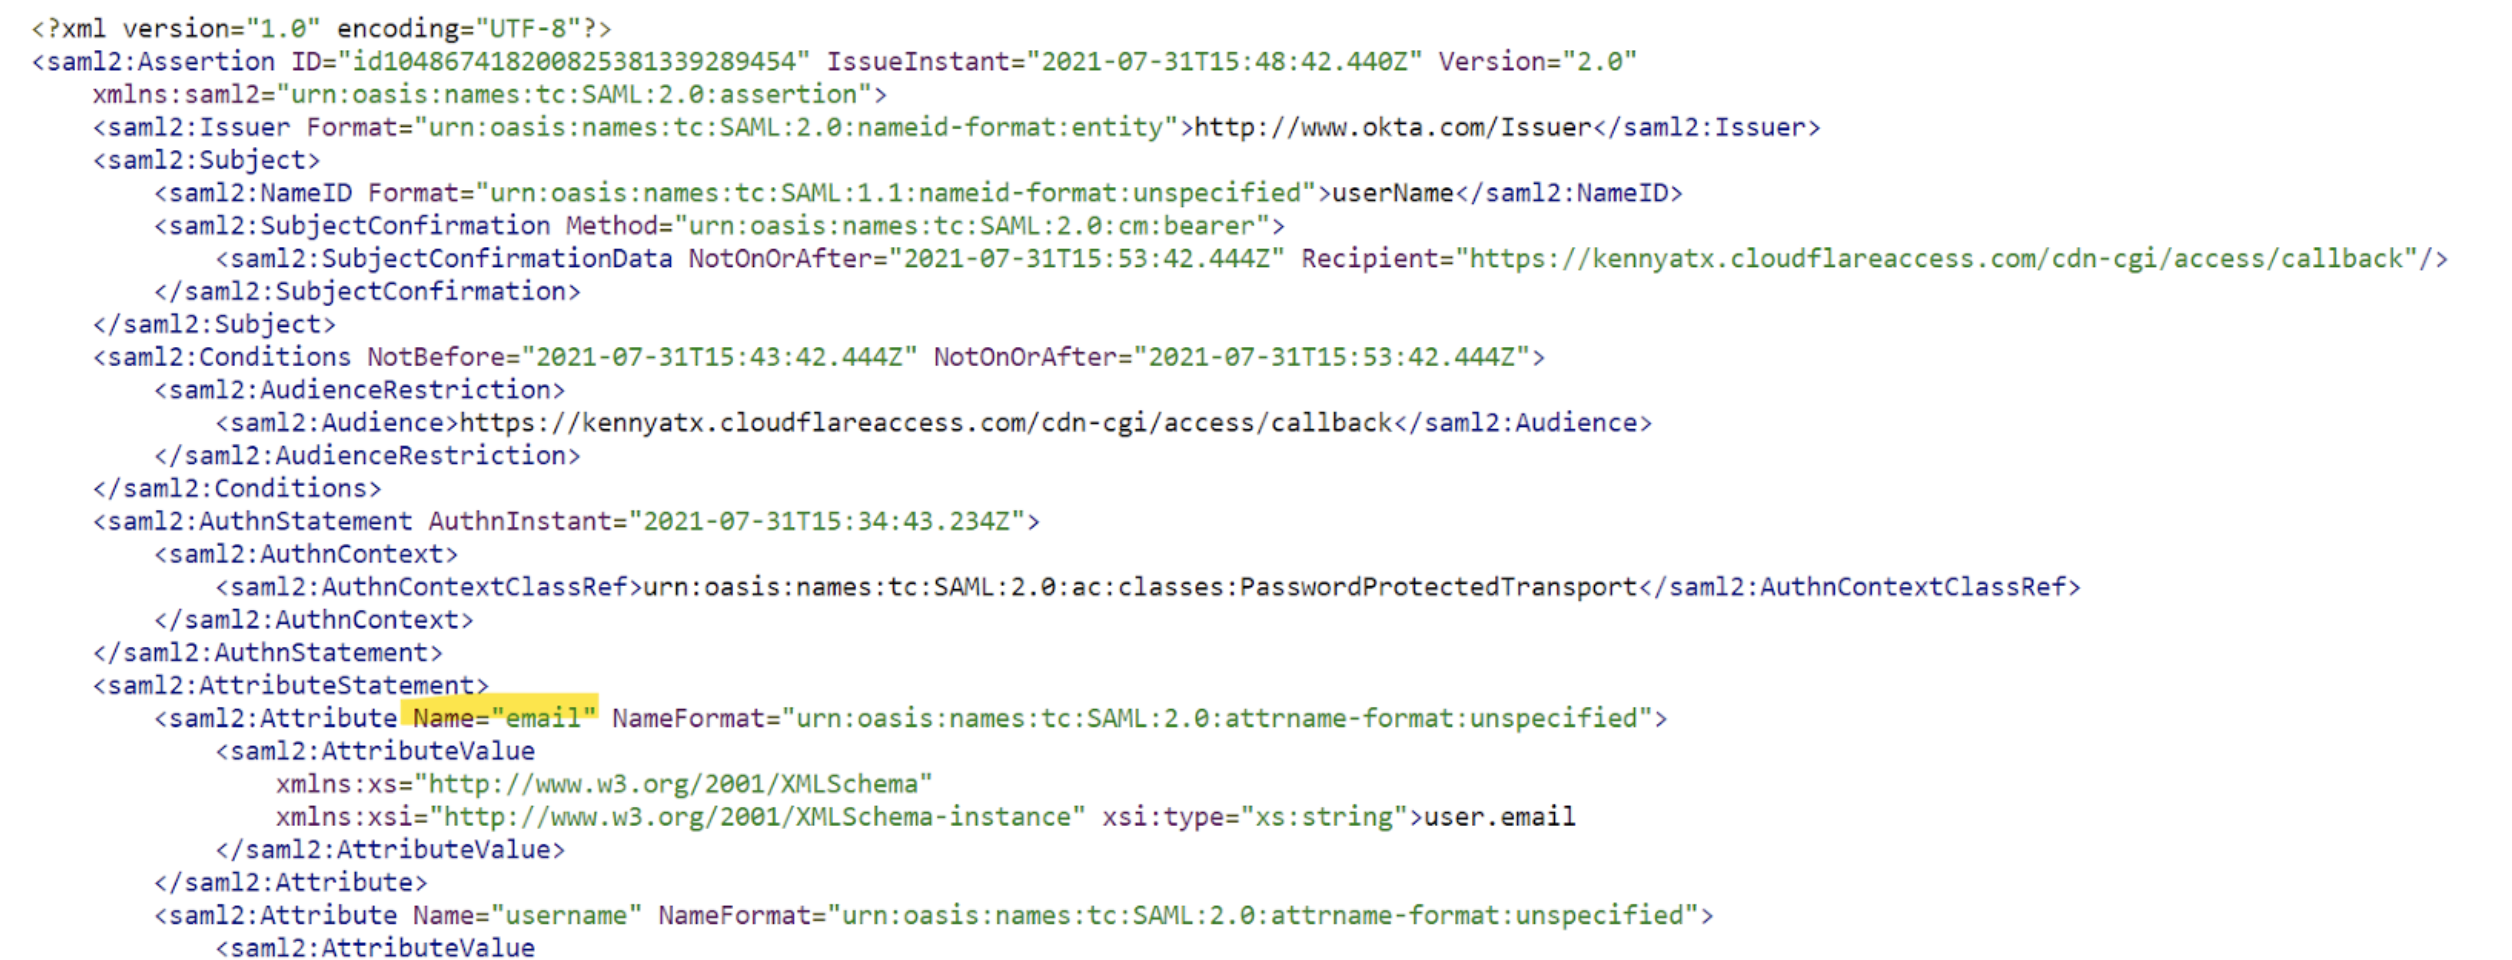 <?xml version="1.0" encoding="UTF-8"?>
<saml2:Assertion ID="id104867418200825381339289454" IssueInstant="2021-07-31T15:48:42.440Z" Version="2.0"
xmlns:saml2="urn:oasis:names:tc:SAML:2.0:assertion">
<saml2:Issuer Format="urn:oasis:names:tc:SAML:2.0:nameid-format:entity">http://www.okta.com/Issuer</saml2:Issuer>
<saml2:Subject>
<saml2:NameID Format="urn:oasis:names:tc:SAML:1.1:nameid-format:unspecified">userName</saml2:NameID>
<saml2:SubjectConfirmation Method="urn:oasis:names:tc:SAML:2.0:cm:bearer">
<saml2:SubjectConfirmationData NotOnOrAfter="2021-07-31T15:53:42.444Z" Recipient="https://kennyatx.cloudflareaccess.com/cdn-cgi/access/callback"/>
</saml2:SubjectConfirmation>
</saml2:Subject>
<saml2:Conditions NotBefore="2021-07-31T15:43:42.444Z" NotOnOrAfter="2021-07-31T15:53:42.444Z">
<saml2:AudienceRestriction>
<saml2:Audience>https://kennyatx.cloudflareaccess.com/cdn-cgi/access/callback</saml2:Audience>
</saml2:AudienceRestriction>
</saml2:Conditions>
<saml2:AuthnStatement AuthnInstant="2021-07-31T15:34:43.234Z">
<saml2:AuthnContext>
<saml2:AuthnContextClassRef>urn:oasis:names:tc:SAML:2.0:ac:classes:PasswordProtectedTransport</saml2:AuthnContextClassRef>
</saml2:AuthnContext>
</saml2:AuthnStatement>
<saml2:AttributeStatement>
<saml2:Attribute Name="email" NameFormat="urn:oasis:names:tc:SAML:2.0:attrname-format:unspecified">
<saml2:AttributeValue
xmlns:xs="http://www.w3.org/2001/XMLSchema"
xmlns:xsi="http://www.w3.org/2001/XMLSchema-instance" xsi:type="xs:string">user.email
</saml2:AttributeValue>
</saml2:Attribute>
<saml2:Attribute Name="username" NameFormat="urn:oasis:names:tc:SAML:2.0:attrname-format:unspecified">
<saml2:AttributeValue